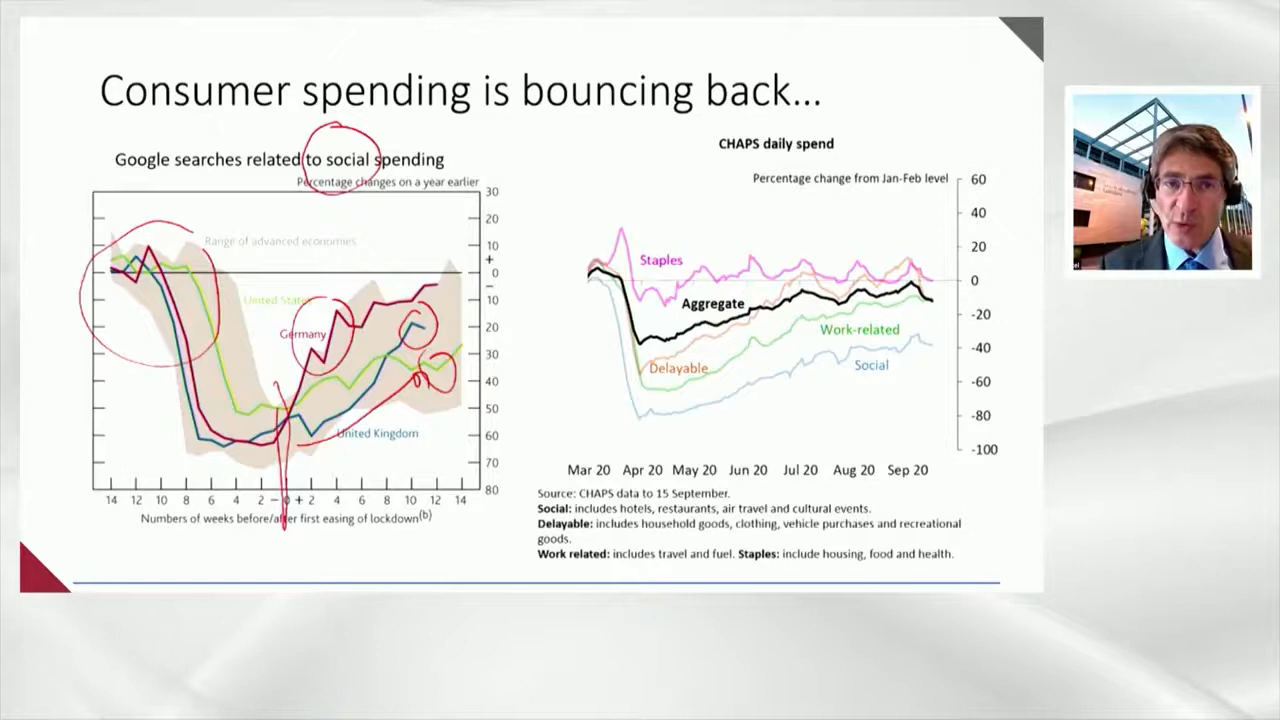 Consumer spending is bouncing back...
Google searches related to social spending
Percentage changes on a year earlier
30
20
10
+
0
−
10
20
30
40
50
60
70
80
Range of advanced economies
United States
Germany
United Kingdom
14 12 10 8 6 4 2 − 0 + 2 4 6 8 10 12 14
Numbers of weeks before/after first easing of lockdown(b)
CHAPS daily spend
Percentage change from Jan-Feb level
60
40
20
0
-20
-40
-60
-80
-100
Staples
Aggregate
Work-related
Delayable
Social
Mar 20 Apr 20 May 20 Jun 20 Jul 20 Aug 20 Sep 20
Source: CHAPS data to 15 September.
Social: includes hotels, restaurants, air travel and cultural events.
Delayable: includes household goods, clothing, vehicle purchases and recreational
goods.
Work related: includes travel and fuel. Staples: include housing, food and health.